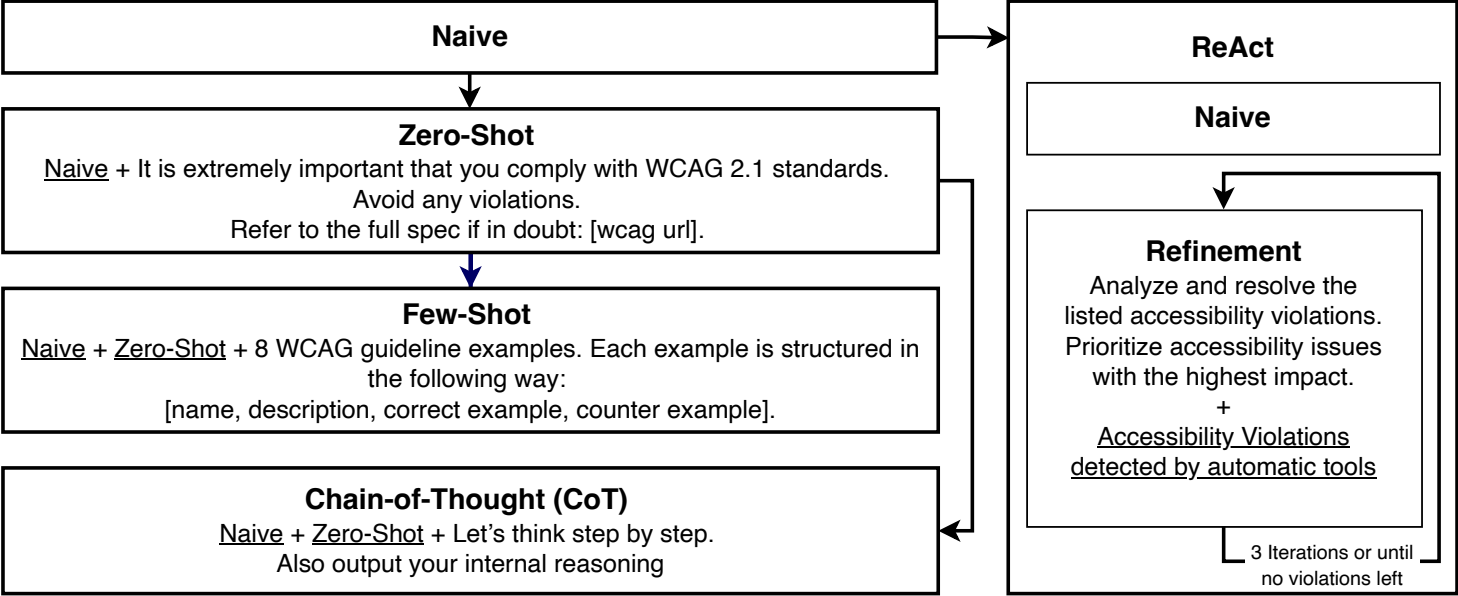 Naive
Zero-Shot
Naive + It is extremely important that you comply with WCAG 2.1 standards.
Avoid any violations.
Refer to the full spec if in doubt: [wcag url].
Few-Shot
Naive + Zero-Shot + 8 WCAG guideline examples. Each example is structured in
the following way:
[name, description, correct example, counter example].
Chain-of-Thought (CoT)
Naive + Zero-Shot + Let’s think step by step.
Also output your internal reasoning
ReAct
Naive
Refinement
Analyze and resolve the
listed accessibility violations.
Prioritize accessibility issues
with the highest impact.
+
Accessibility Violations
detected by automatic tools
3 Iterations or until
no violations left